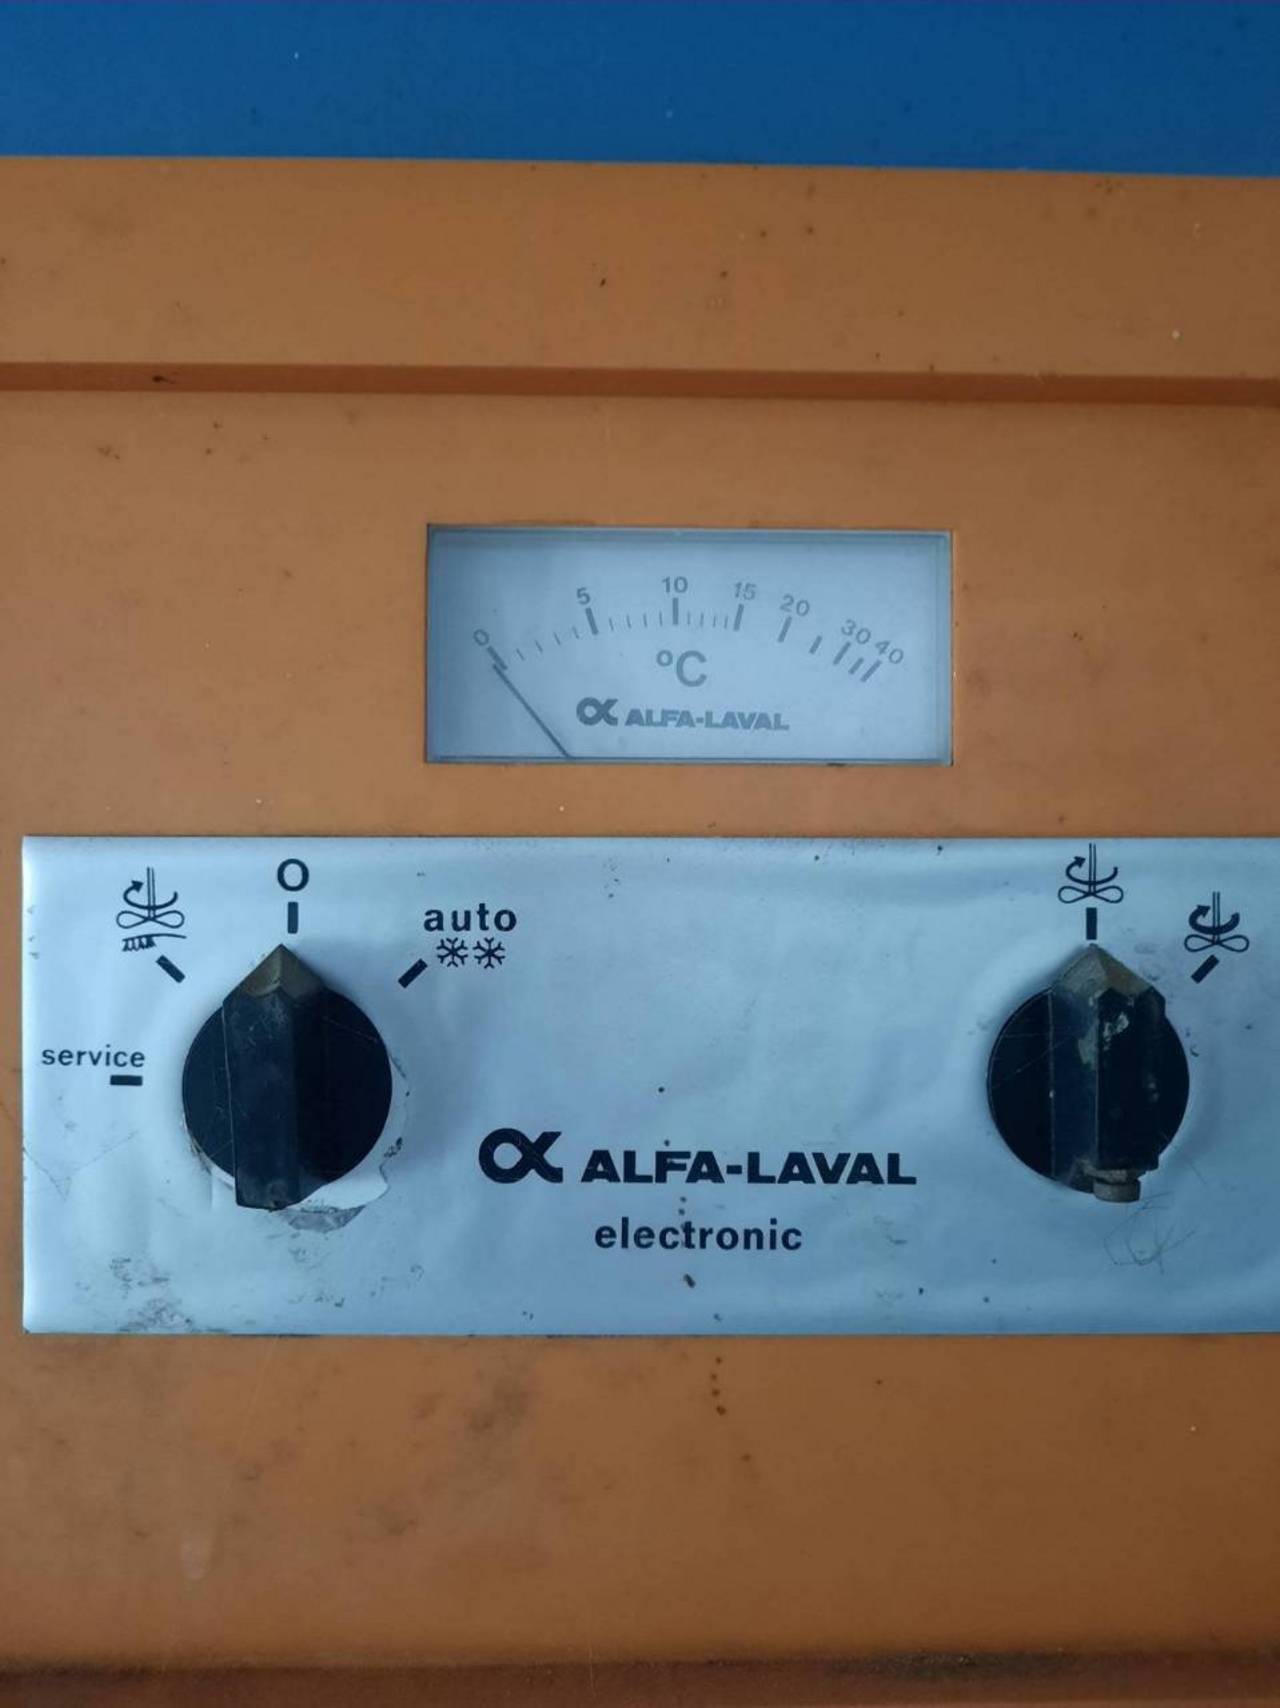 0 5 10 15 20 30 40
°C
ALFA-LAVAL
O
auto
service
ALFA-LAVAL
electronic